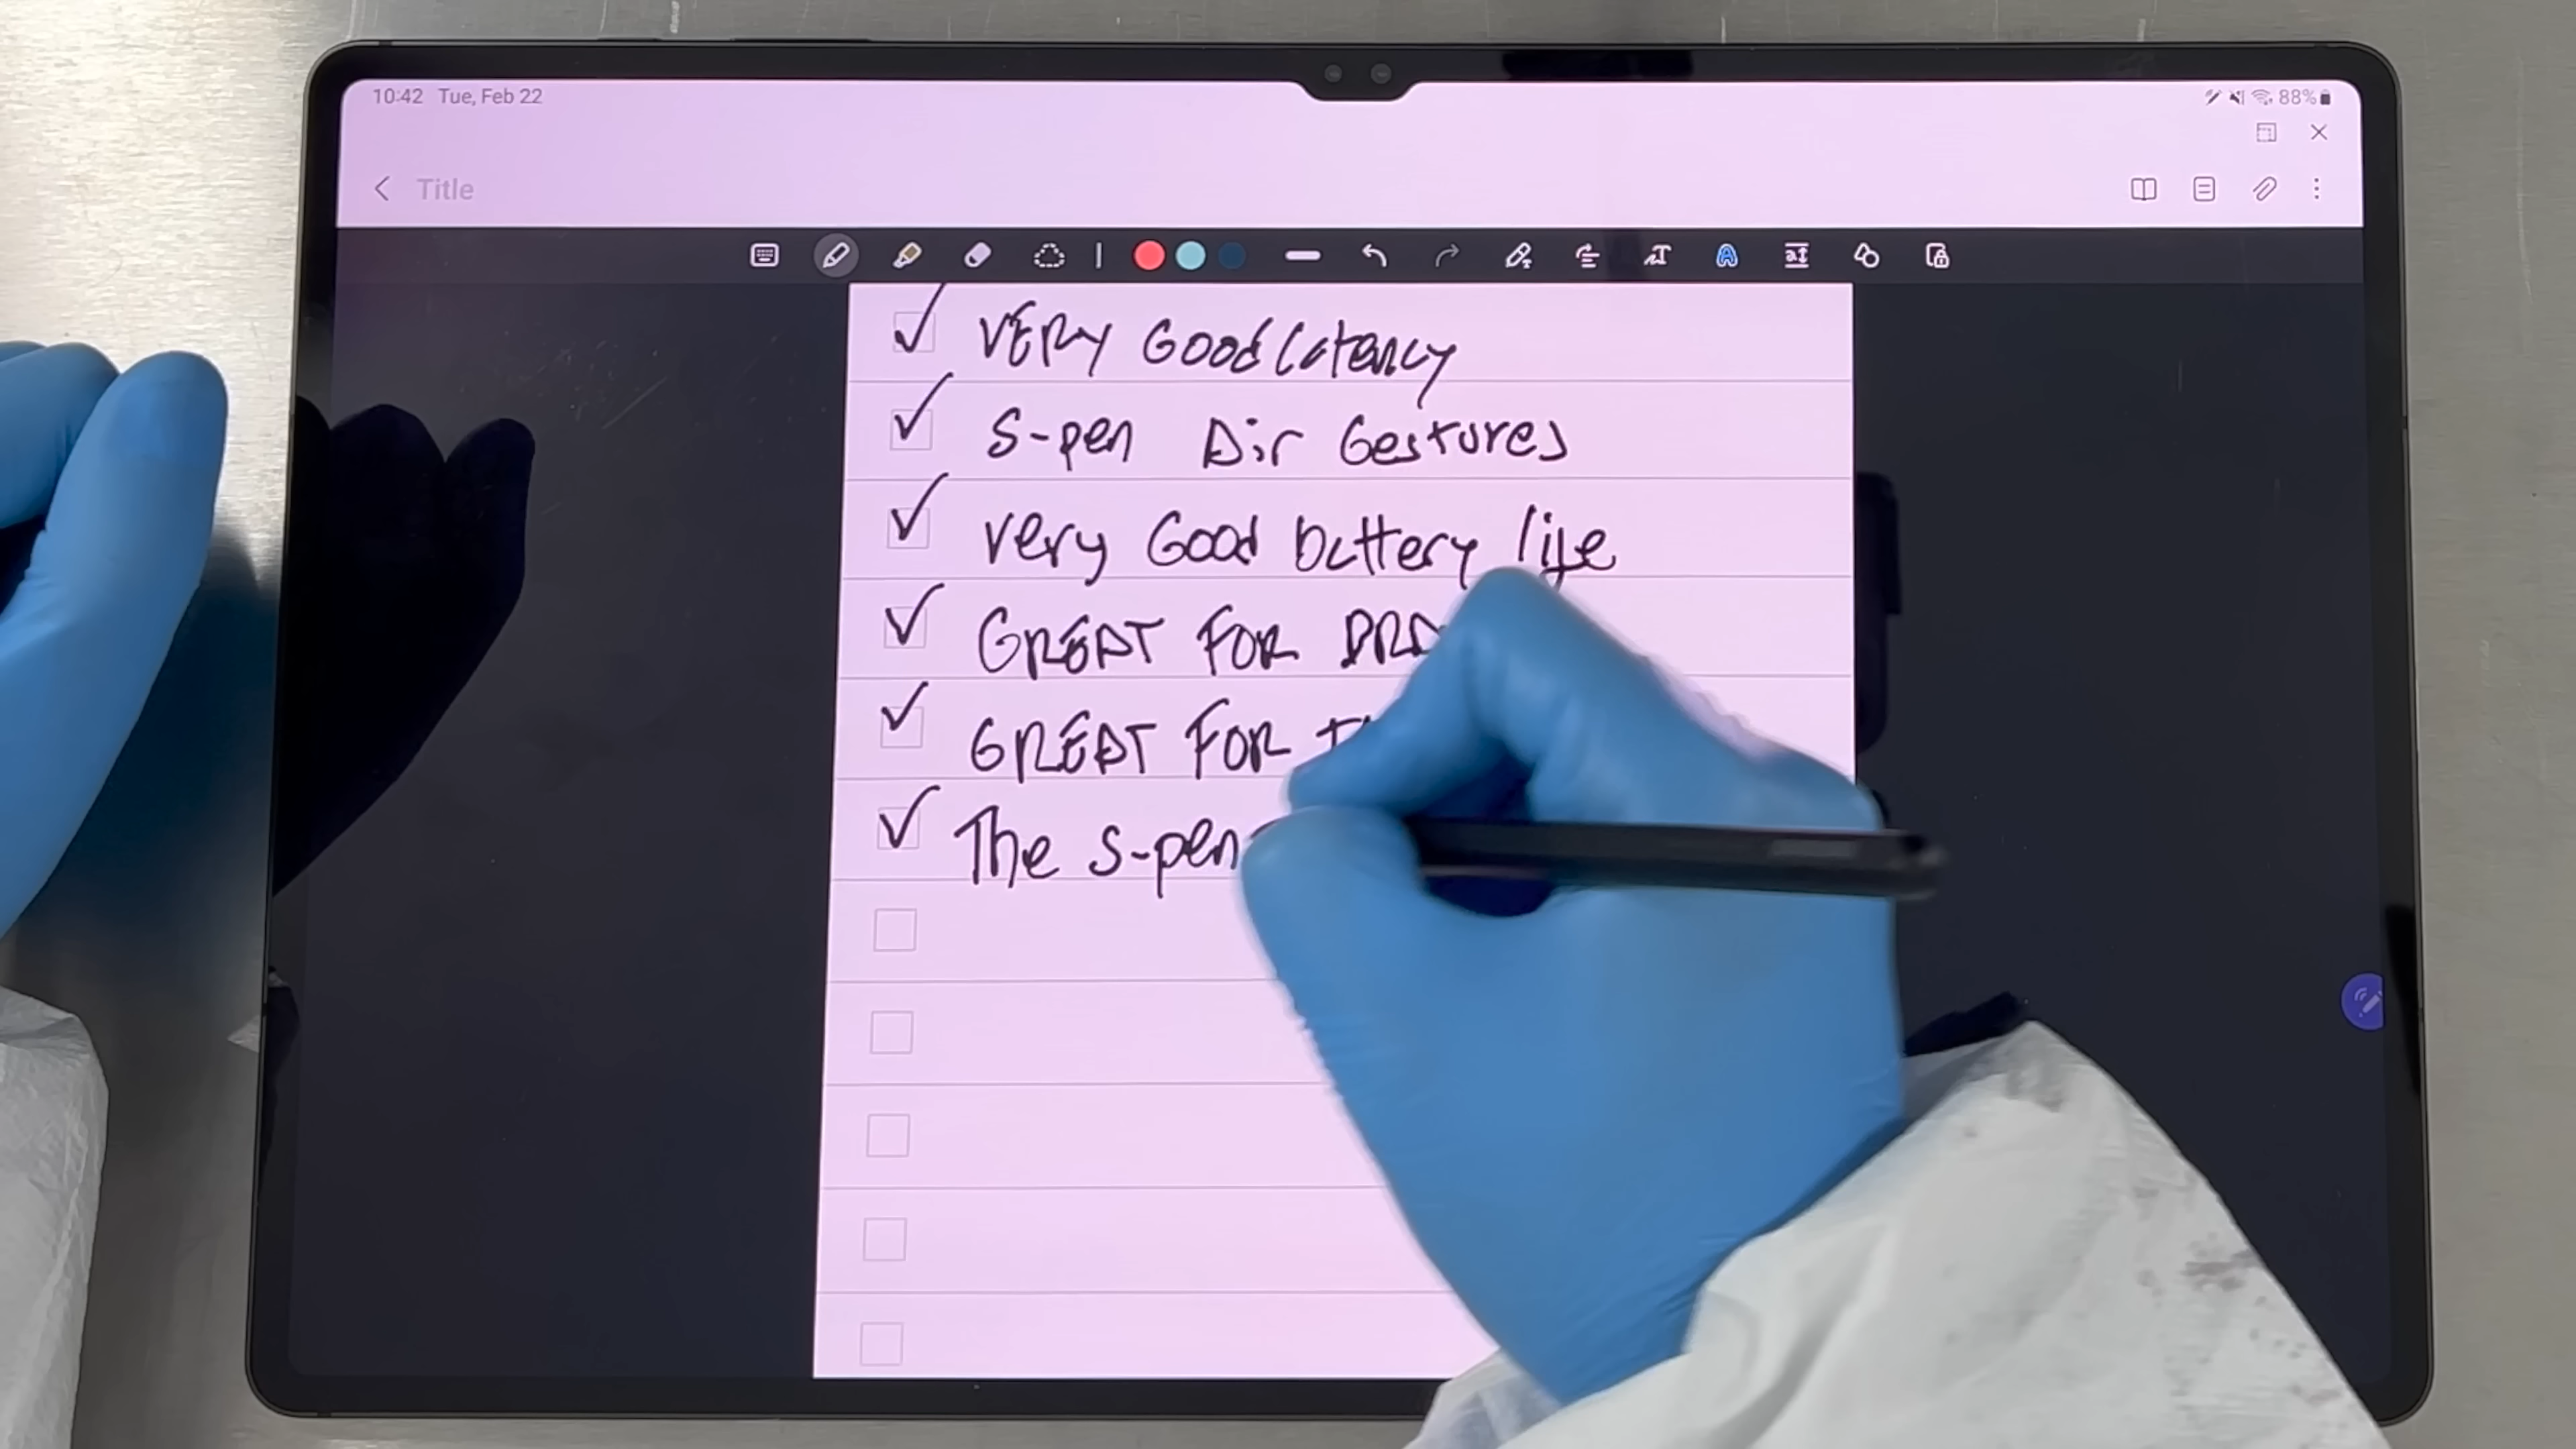 10:42 Tue, Feb 22
88%
Title
VERY Good Latency
S-pen Air Gestures
very Good battery life
GREAT FOR
GREAT FOR
The s-pen